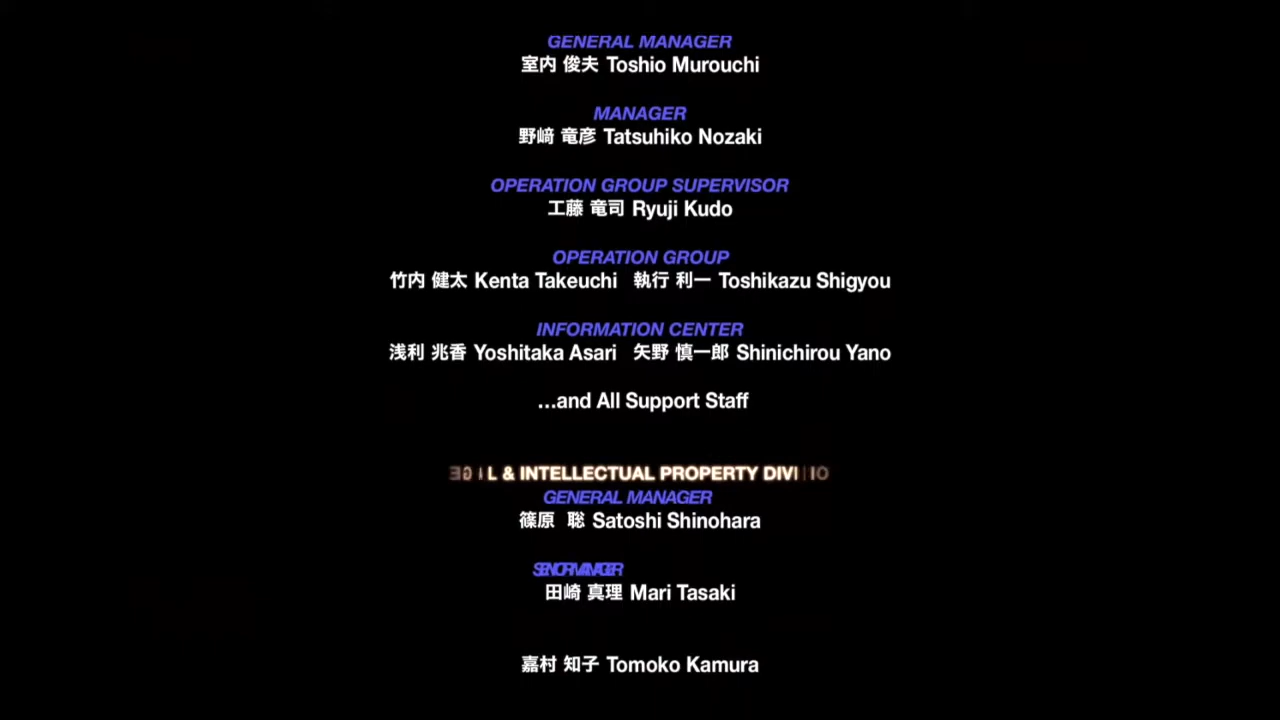 GENERAL MANAGER
室内 俊夫 Toshio Murouchi
MANAGER
野﨑 竜彦 Tatsuhiko Nozaki
OPERATION GROUP SUPERVISOR
工藤 竜司 Ryuji Kudo
OPERATION GROUP
竹内 健太 Kenta Takeuchi 執行 利一 Toshikazu Shigyou
INFORMATION CENTER
浅利 兆香 Yoshitaka Asari 矢野 慎一郎 Shinichirou Yano
...and All Support Staff
& INTELLECTUAL PROPERTY
GENERAL MANAGER
篠原 聡 Satoshi Shinohara
SENIOR MANAGER
田崎 真理 Mari Tasaki
嘉村 知子 Tomoko Kamura